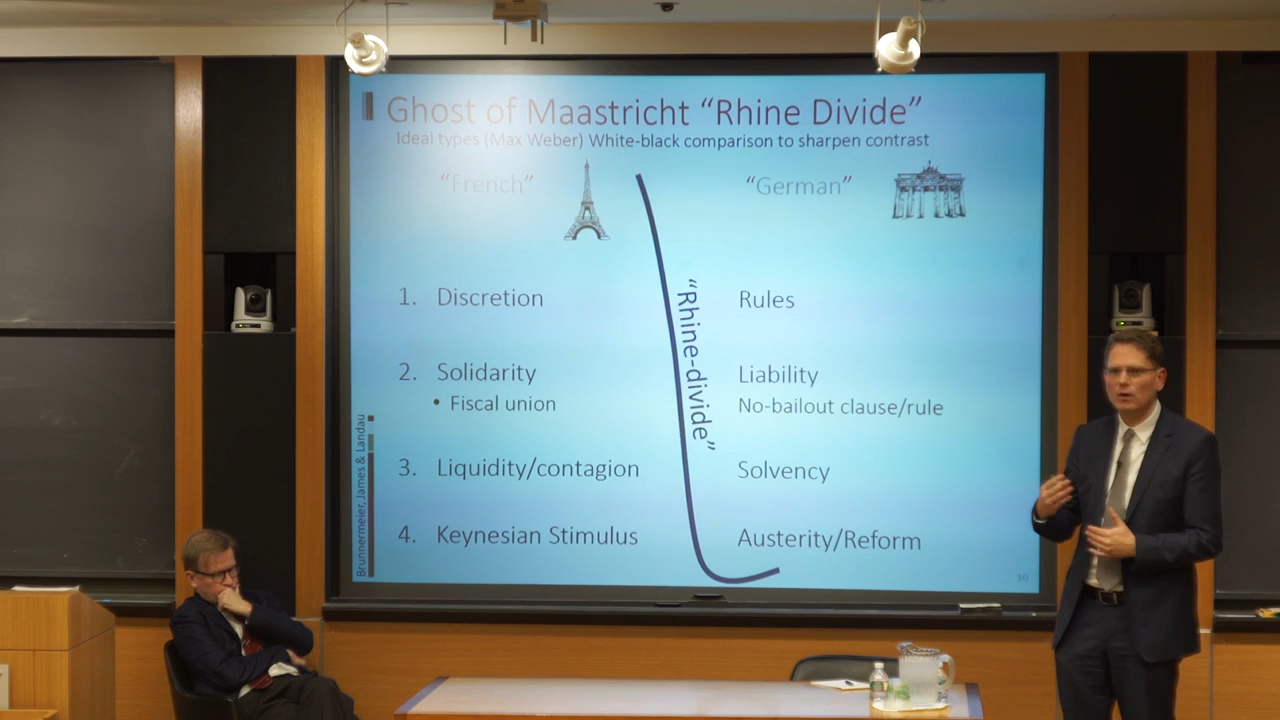 Ghost of Maastricht “Rhine Divide”
Ideal types (Max Weber) White-black comparison to sharpen contrast
“French”
“German”
1. Discretion
Rules
2. Solidarity
Liability
• Fiscal union
No-bailout clause/rule
3. Liquidity/contagion
Solvency
4. Keynesian Stimulus
Austerity/Reform
“Rhine-divide”
Brunnermeier, James & Landau
10